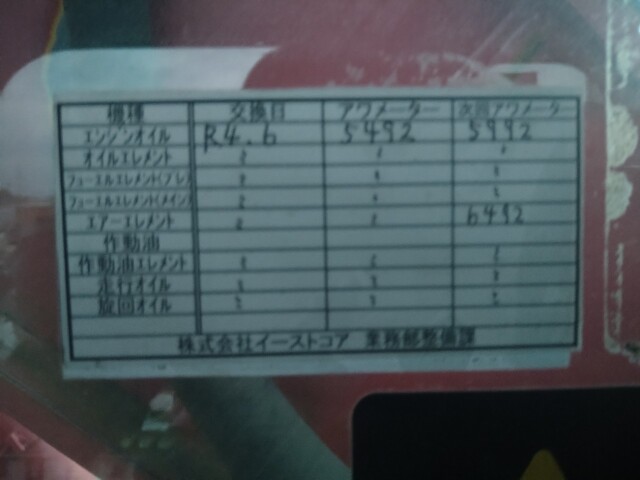 機種 交換日 アワメーター 次回アワメーター
エンジンオイル R4.6 5492 5992
オイルエレメント 〃 〃 〃
フューエルエレメント(プレ) 〃 〃 〃
フューエルエレメント(メイン) 〃 〃 〃
エアーエレメント 〃 〃 6492
作動油
作動油エレメント 〃 〃 〃
走行オイル 〃 〃 〃
旋回オイル 〃 〃 〃
株式会社イーストコア 業務部整備課